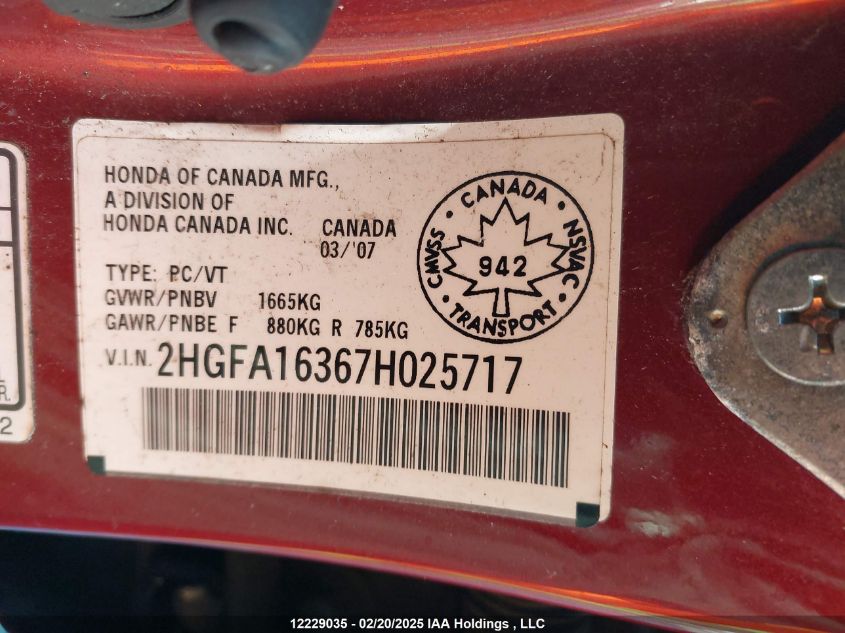 HONDA OF CANADA MFG.,
A DIVISION OF
HONDA CANADA INC. CANADA
03/'07
TYPE: PC/VT
GVWR/PNBV 1665KG
GAWR/PNBE F 880KG R 785KG
V.I.N. 2HGFA16367H025717
CANADA
CMVSS
NSVAC
942
TRANSPORT
R.
2
12229035 - 02/20/2025 IAA Holdings , LLC